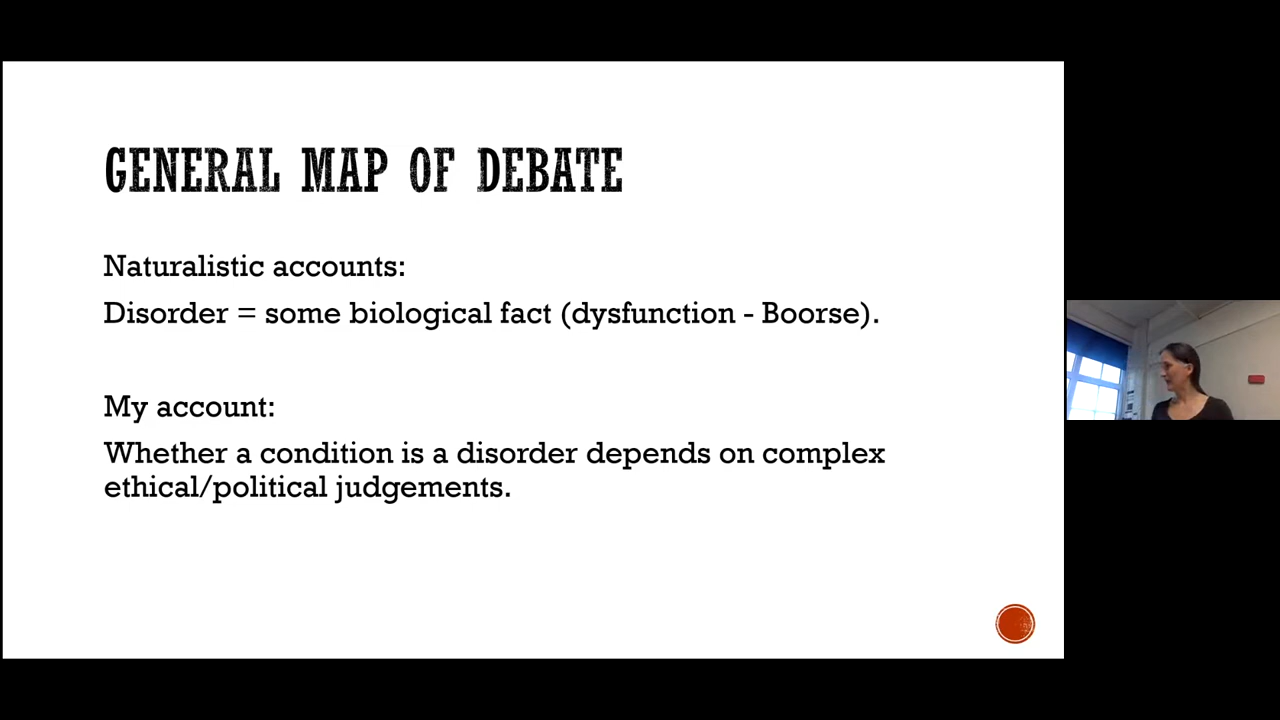 GENERAL MAP OF DEBATE
Naturalistic accounts:
Disorder = some biological fact (dysfunction - Boorse).
My account:
Whether a condition is a disorder depends on complex
ethical/political judgements.